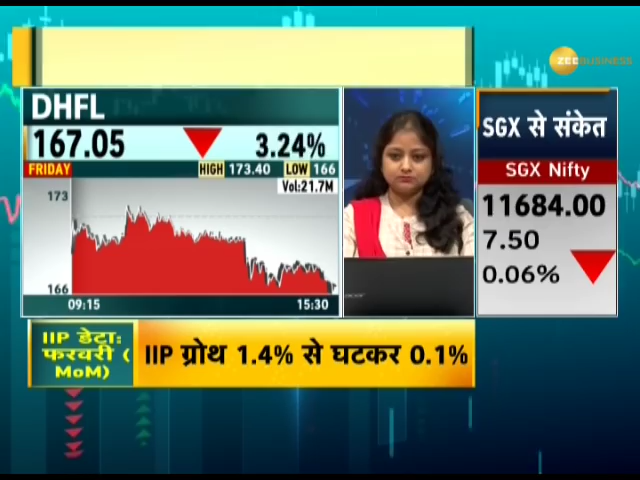 ZEE BUSINESS
DHFL
167.05 3.24%
FRIDAY HIGH 173.40 LOW 166
Vol:21.7M
173
166
09:15 15:30
SGX से संकेत
SGX Nifty
11684.00
7.50
0.06%
IIP डेटा:
फरवरी (
MoM)
IIP ग्रोथ 1.4% से घटकर 0.1%